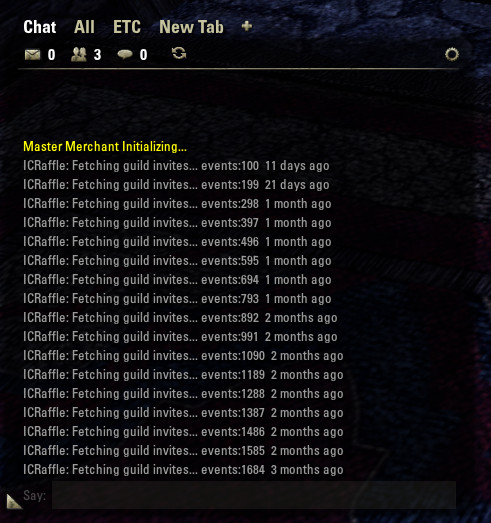 Chat All ETC New Tab +
0 3 0
Master Merchant Initializing...
ICRaffle: Fetching guild invites... events:100 11 days ago
ICRaffle: Fetching guild invites... events:199 21 days ago
ICRaffle: Fetching guild invites... events:298 1 month ago
ICRaffle: Fetching guild invites... events:397 1 month ago
ICRaffle: Fetching guild invites... events:496 1 month ago
ICRaffle: Fetching guild invites... events:595 1 month ago
ICRaffle: Fetching guild invites... events:694 1 month ago
ICRaffle: Fetching guild invites... events:793 1 month ago
ICRaffle: Fetching guild invites... events:892 2 months ago
ICRaffle: Fetching guild invites... events:991 2 months ago
ICRaffle: Fetching guild invites... events:1090 2 months ago
ICRaffle: Fetching guild invites... events:1189 2 months ago
ICRaffle: Fetching guild invites... events:1288 2 months ago
ICRaffle: Fetching guild invites... events:1387 2 months ago
ICRaffle: Fetching guild invites... events:1486 2 months ago
ICRaffle: Fetching guild invites... events:1585 2 months ago
ICRaffle: Fetching guild invites... events:1684 3 months ago
Say: